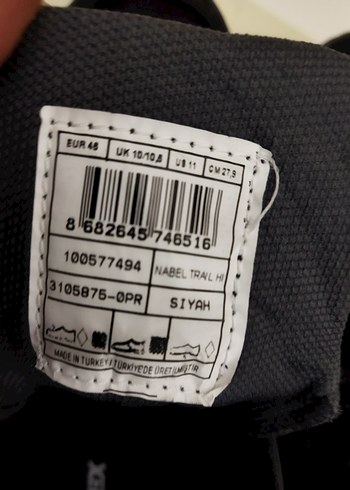 EUR 46 UK 10/10,5 US 11 CM 27,9
8 682645 746516
100577494 NABEL TRAIL HI
3105875-0PR SIYAH
MADE IN TURKEY / TÜRKİYE'DE ÜRETİLMİŞTİR